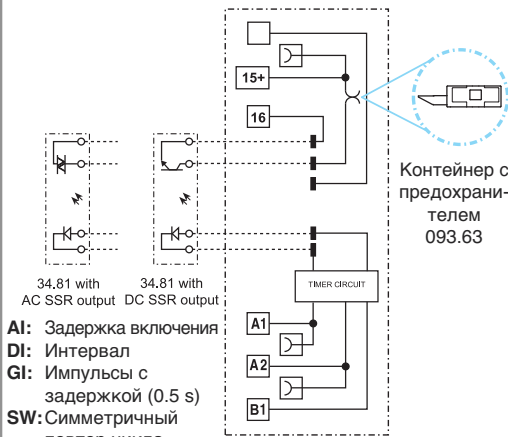 15+
16
Контейнер с
предохрани-
телем
093.63
34.81 with
AC SSR output
34.81 with
DC SSR output
TIMER CIRCUIT
A1
A2
B1
AI: Задержка включения
DI: Интервал
GI: Импульсы с
задержкой (0.5 s)
SW: Симметричный